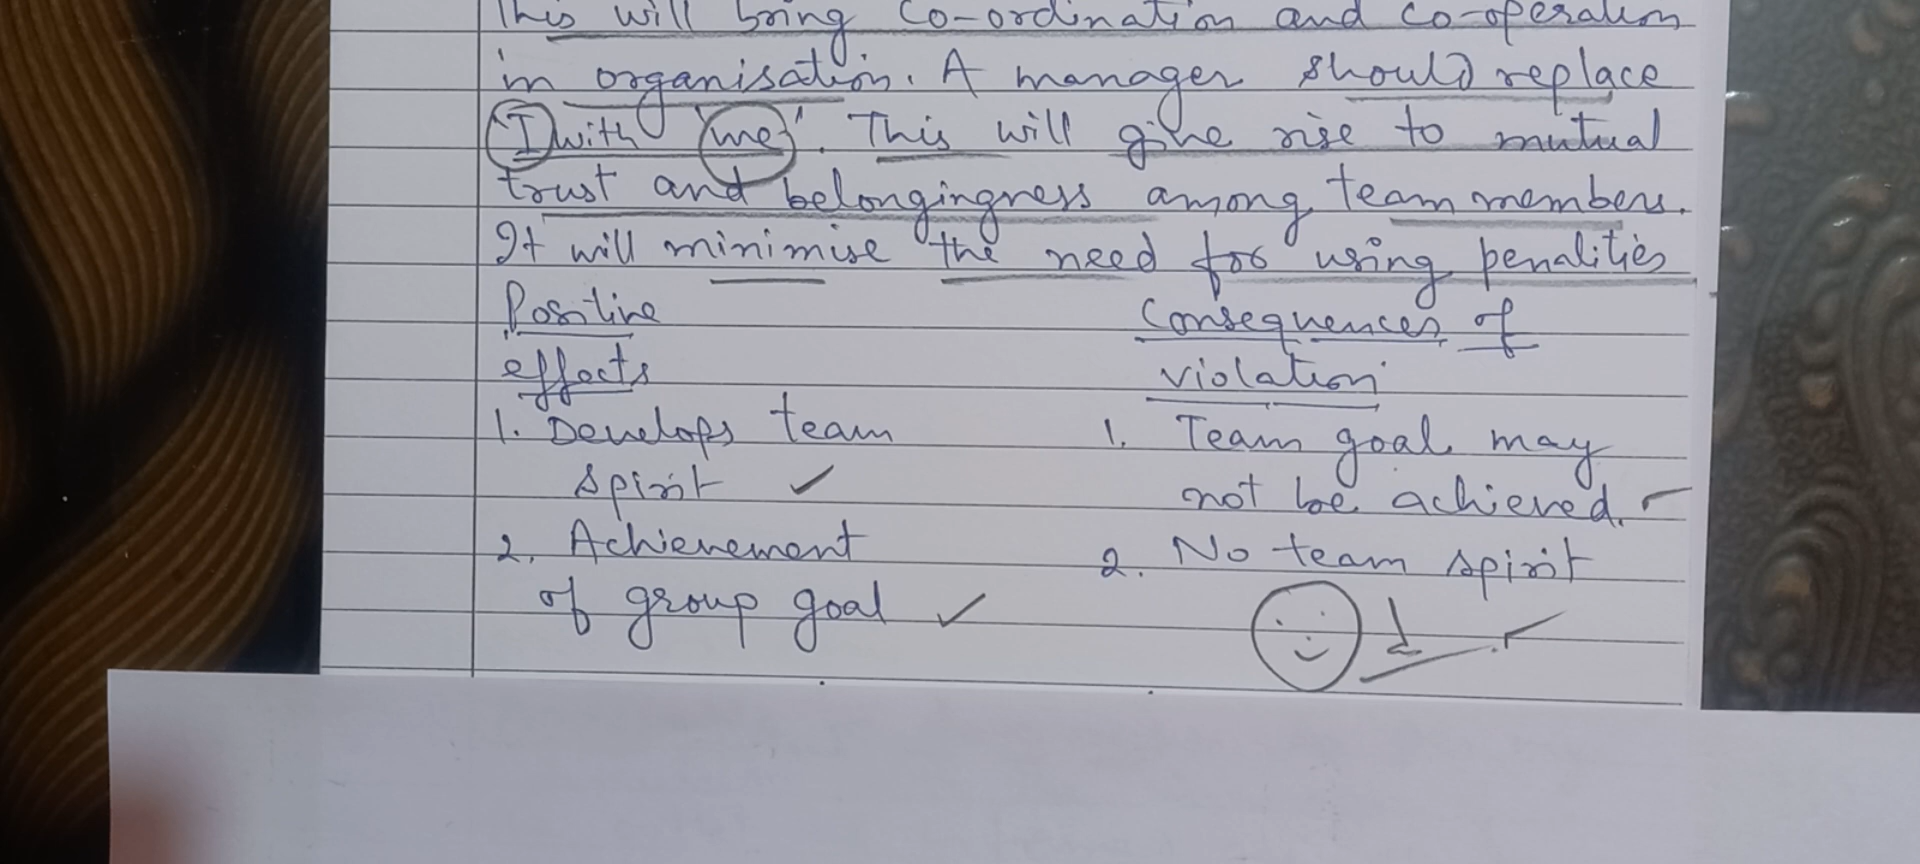 This will bring co-ordination and co-operation
in organisation. A manager should replace
I with 'we'. This will give rise to mutual
trust and belongingness among team members.
It will minimise the need for using penalities
Positive
effects
1. Develops team
spirit
2. Achievement
of group goal
Consequences of
violation
1. Team goal may
not be achieved.
2. No team spirit